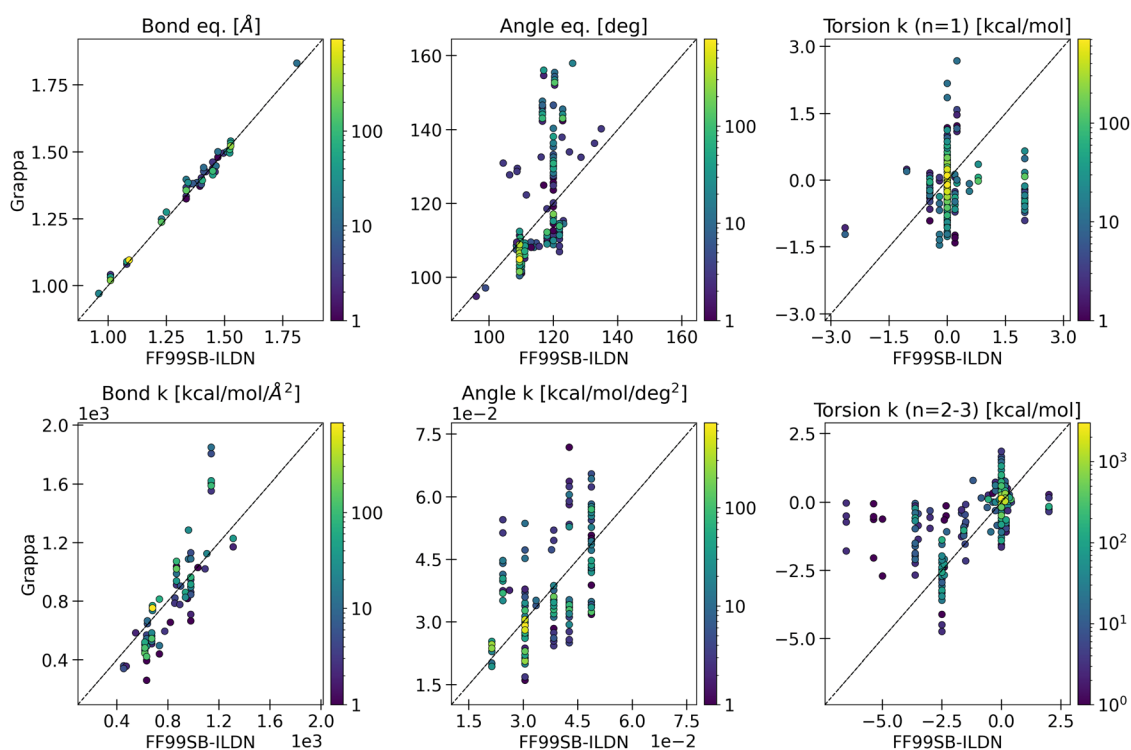 Bond eq. [Å]
Angle eq. [deg]
Torsion k (n=1) [kcal/mol]
Grappa
1.75
1.50
1.25
1.00
1.00 1.25 1.50 1.75
FF99SB-ILDN
100
10
1
160
140
120
100
100 120 140 160
FF99SB-ILDN
100
10
1
3.0
1.5
0.0
−1.5
−3.0
−3.0 −1.5 0.0 1.5 3.0
FF99SB-ILDN
100
10
1
Bond k [kcal/mol/Å²]
Angle k [kcal/mol/deg²]
Torsion k (n=2-3) [kcal/mol]
1e3
Grappa
2.0
1.6
1.2
0.8
0.4
0.4 0.8 1.2 1.6 2.0
FF99SB-ILDN
1e3
100
10
1
1e−2
7.5
6.0
4.5
3.0
1.5
1.5 3.0 4.5 6.0 7.5
FF99SB-ILDN
1e−2
100
10
1
2.5
0.0
−2.5
−5.0
−5.0 −2.5 0.0 2.5
FF99SB-ILDN
10³
10²
10¹
10⁰